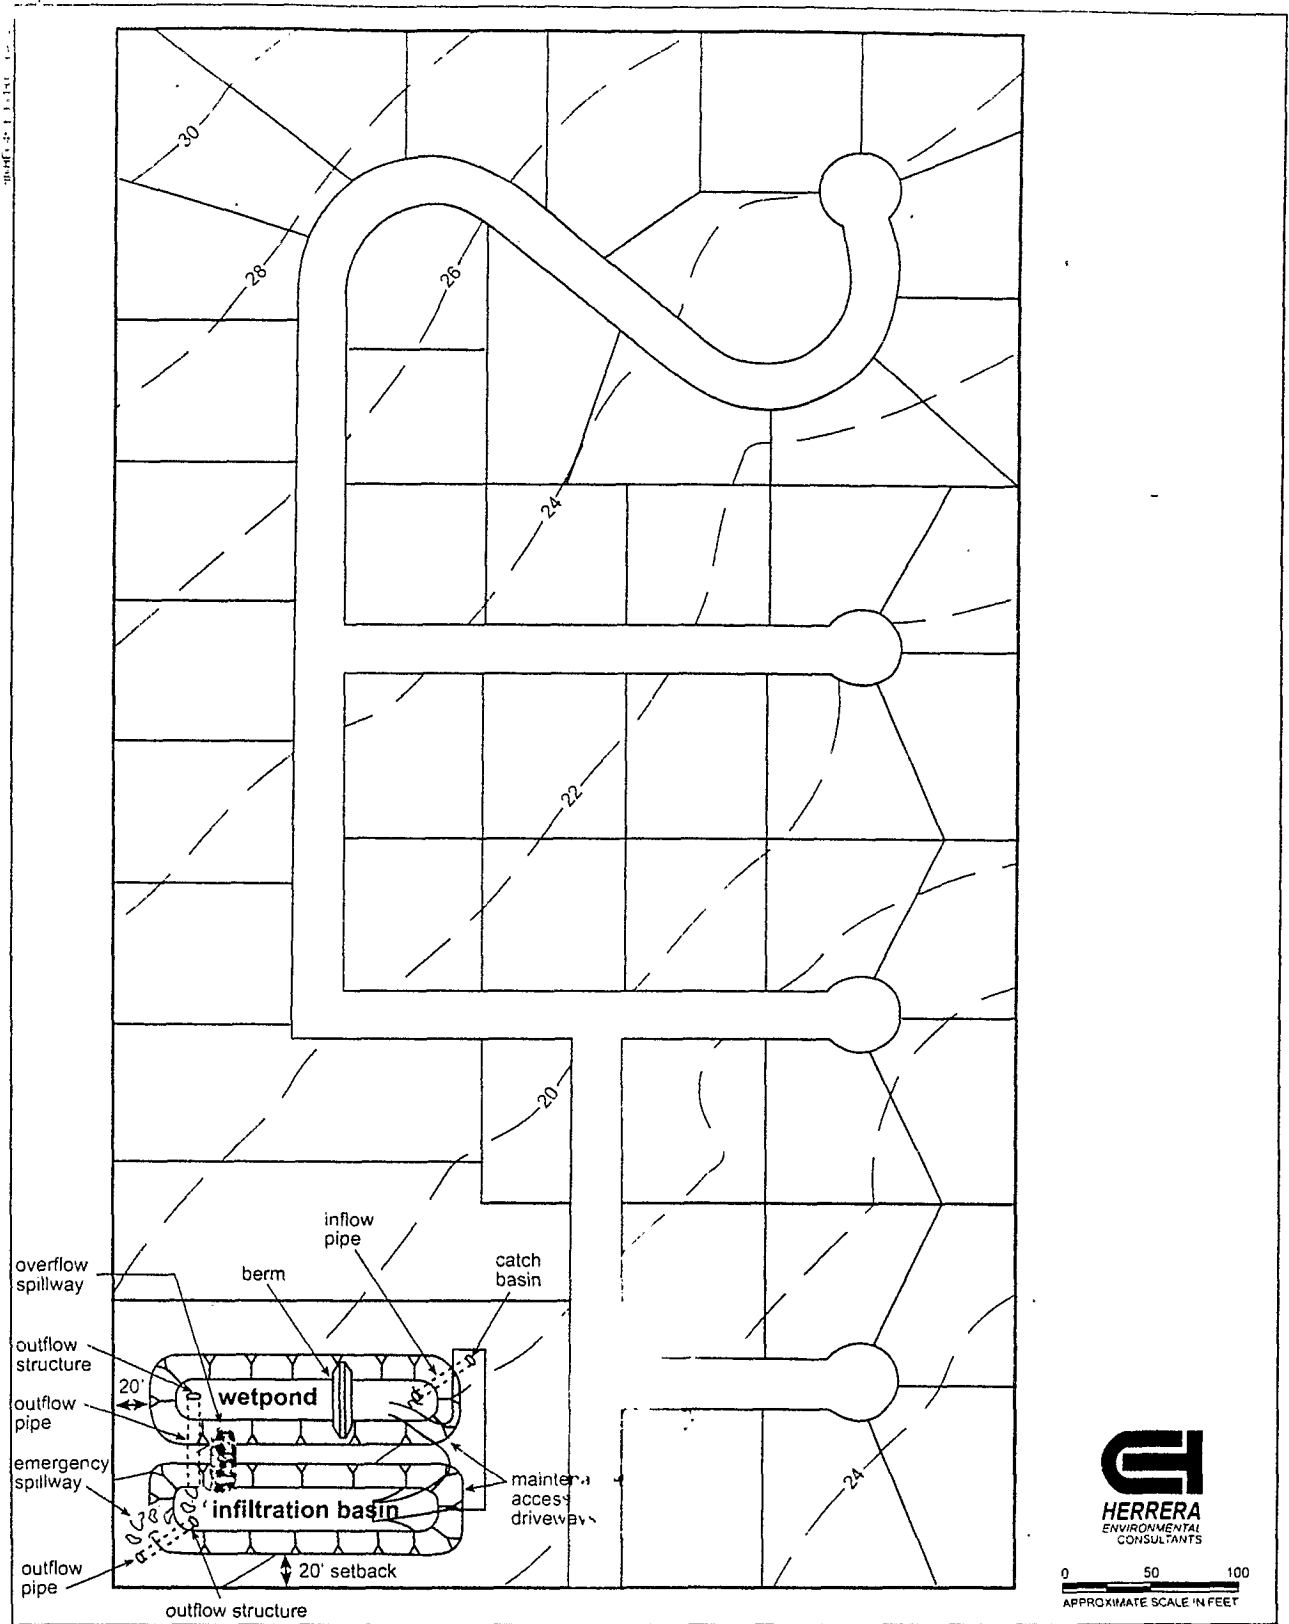 30
28
26
24
22
20
inflow
pipe
catch
basin
overflow
spillway
berm
outflow
structure
20'
wetpond
outflow
pipe
emergency
spillway
infiltration basin
access
driveways
24
outflow
pipe
20' setback
outflow structure
HERRERA
ENVIRONMENTAL
CONSULTANTS
0 50 100
APPROXIMATE SCALE IN FEET